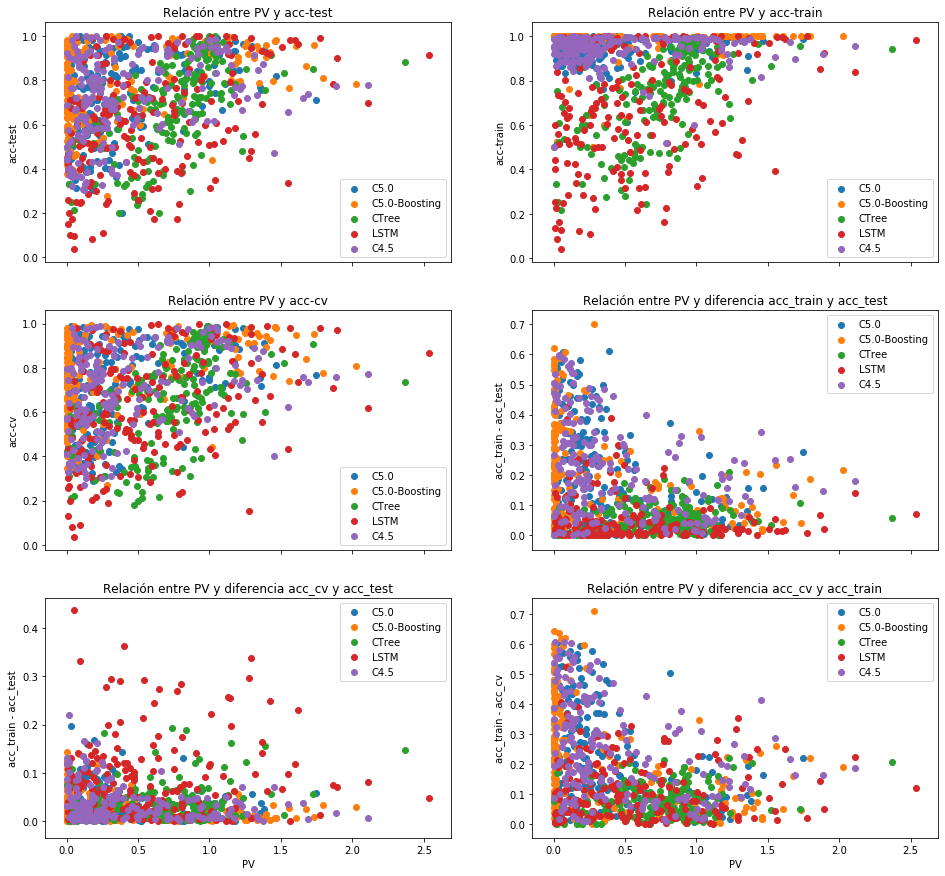 Relación entre PV y acc-test
1.0
0.8
0.6
0.4
0.2
0.0
acc-test
C5.0
C5.0-Boosting
CTree
LSTM
C4.5
Relación entre PV y acc-train
1.0
0.8
0.6
0.4
0.2
0.0
acc-train
C5.0
C5.0-Boosting
CTree
LSTM
C4.5
Relación entre PV y acc-cv
1.0
0.8
0.6
0.4
0.2
0.0
acc-cv
C5.0
C5.0-Boosting
CTree
LSTM
C4.5
Relación entre PV y diferencia acc_train y acc_test
0.7
0.6
0.5
0.4
0.3
0.2
0.1
0.0
acc_train - acc_test
C5.0
C5.0-Boosting
CTree
LSTM
C4.5
Relación entre PV y diferencia acc_cv y acc_test
0.4
0.3
0.2
0.1
0.0
acc_train - acc_test
C5.0
C5.0-Boosting
CTree
LSTM
C4.5
0.0 0.5 1.0 1.5 2.0 2.5
PV
Relación entre PV y diferencia acc_cv y acc_train
0.7
0.6
0.5
0.4
0.3
0.2
0.1
0.0
acc_train - acc_cv
C5.0
C5.0-Boosting
CTree
LSTM
C4.5
0.0 0.5 1.0 1.5 2.0 2.5
PV